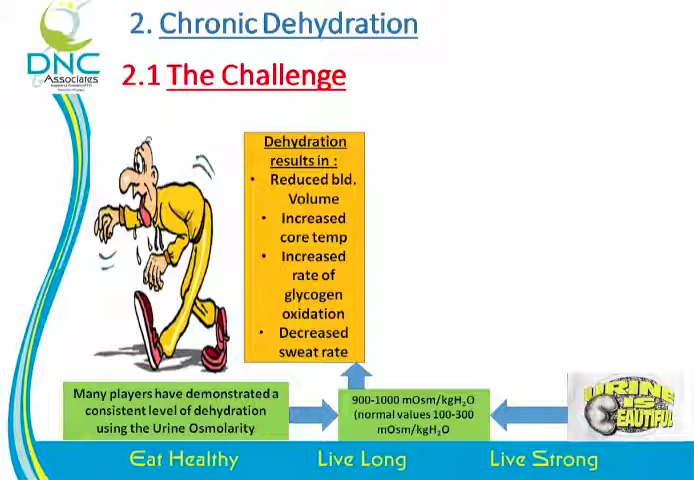 2. Chronic Dehydration
DNC
&Associates
2.1 The Challenge
Dehydration
results in :
• Reduced bld.
Volume
• Increased
core temp
• Increased
rate of
glycogen
oxidation
• Decreased
sweat rate
Many players have demonstrated a
consistent level of dehydration
using the Urine Osmolarity
900-1000 mOsm/kgH₂O
(normal values 100-300
mOsm/kgH₂O
URINE
IS
EAUTIFUL
Eat Healthy Live Long Live Strong